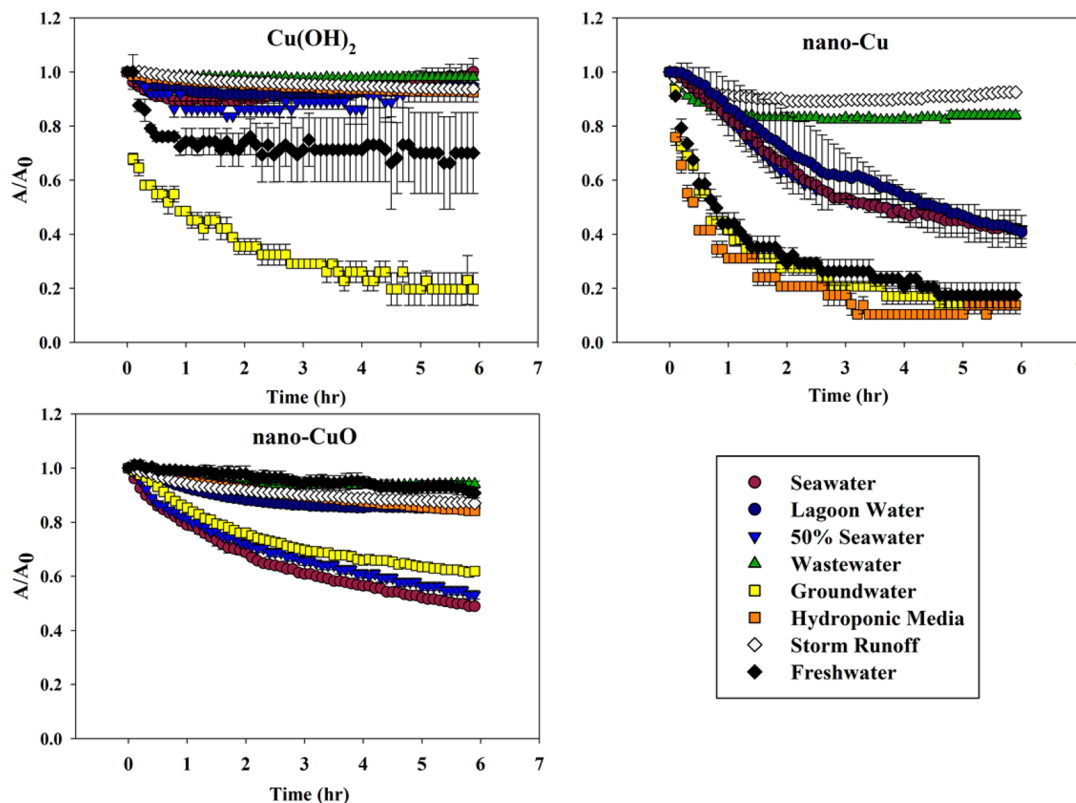 Cu(OH)2
A/A0
1.2
1.0
0.8
0.6
0.4
0.2
0.0
0 1 2 3 4 5 6 7
Time (hr)
nano-Cu
1.2
1.0
0.8
0.6
0.4
0.2
0.0
0 1 2 3 4 5 6
Time (hr)
nano-CuO
A/A0
1.2
1.0
0.8
0.6
0.4
0.2
0.0
0 1 2 3 4 5 6 7
Time (hr)
Seawater
Lagoon Water
50% Seawater
Wastewater
Groundwater
Hydroponic Media
Storm Runoff
Freshwater